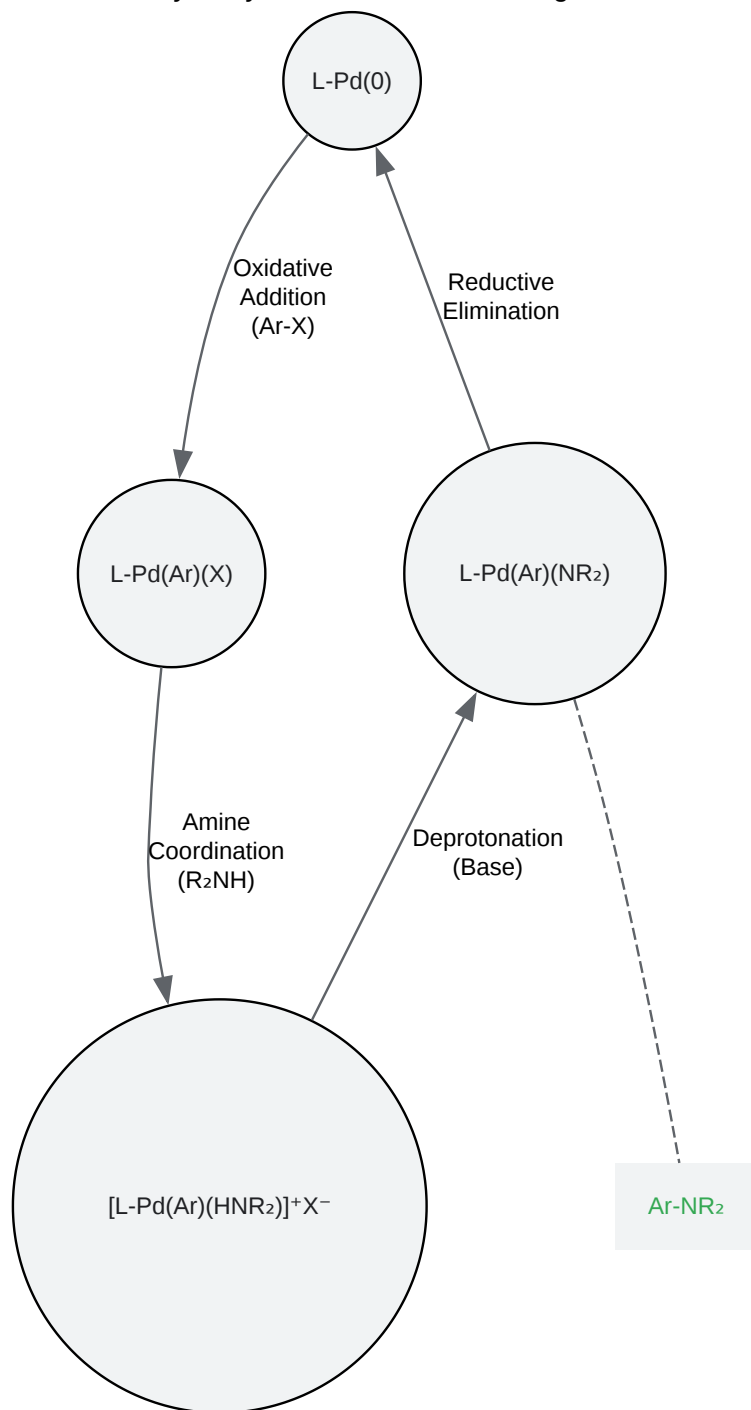 L-Pd(0)
Oxidative
Addition
(Ar-X)
Reductive
Elimination
L-Pd(Ar)(X)
L-Pd(Ar)(NR₂)
Amine
Coordination
(R₂NH)
Deprotonation
(Base)
[L-Pd(Ar)(HNR₂)]⁺X⁻
Ar-NR₂